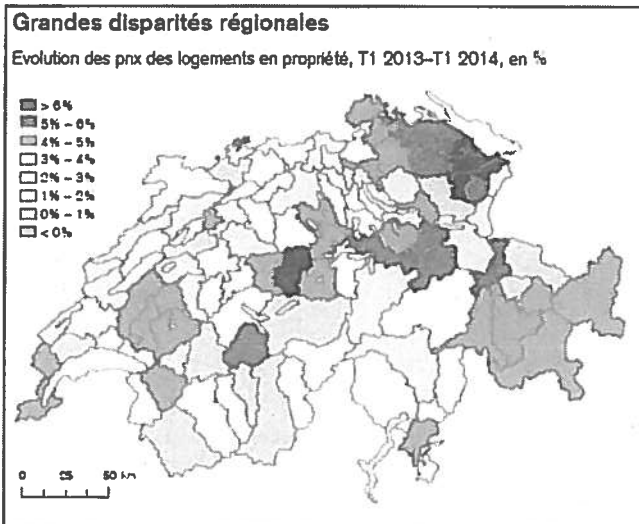 Grandes disparités régionales
Evolution des prix des logements en propriété, T1 2013–T1 2014, en %
> 6%
5% – 6%
4% – 5%
3% – 4%
2% – 3%
1% – 2%
0% – 1%
< 0%
0 25 50 km